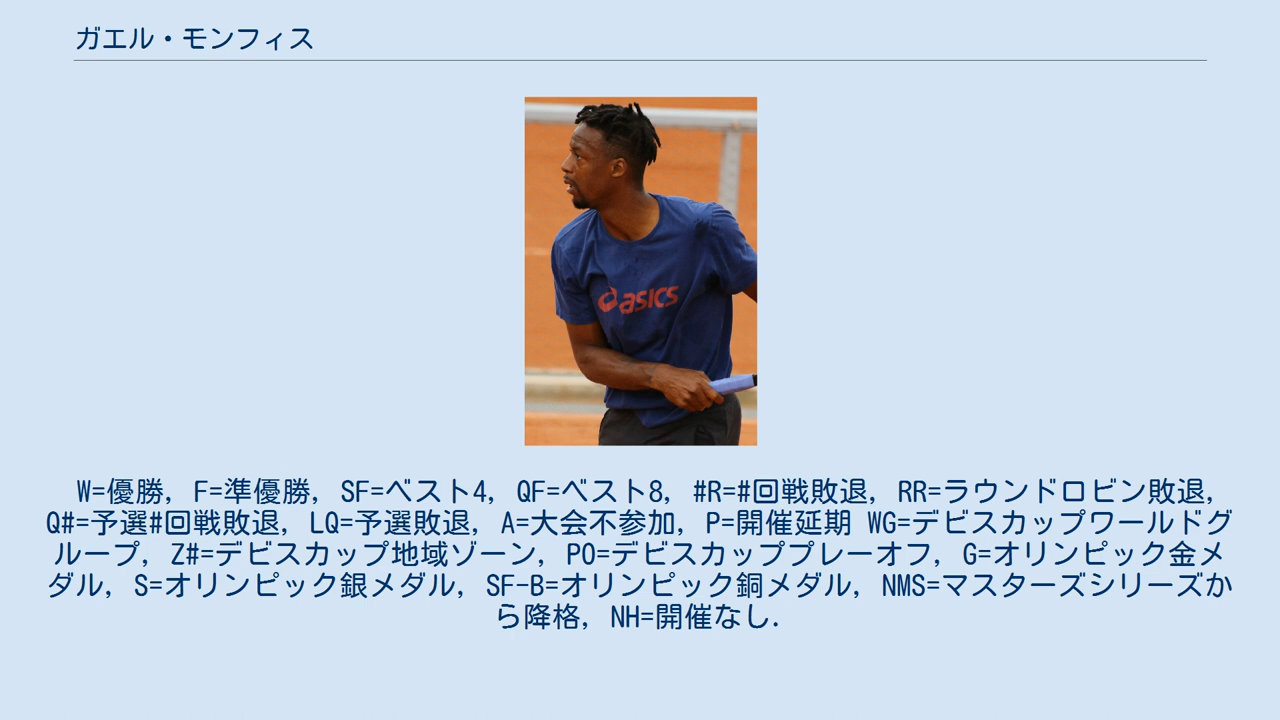 ガエル・モンフィス
asics
W=優勝, F=準優勝, SF=ベスト4, QF=ベスト8, #R=#回戦敗退, RR=ラウンドロビン敗退,
Q#=予選#回戦敗退, LQ=予選敗退, A=大会不参加, P=開催延期 WG=デビスカップワールドグ
ループ, Z#=デビスカップ地域ゾーン, PO=デビスカッププレーオフ, G=オリンピック金メ
ダル, S=オリンピック銀メダル, SF-B=オリンピック銅メダル, NMS=マスターズシリーズか
ら降格, NH=開催なし.